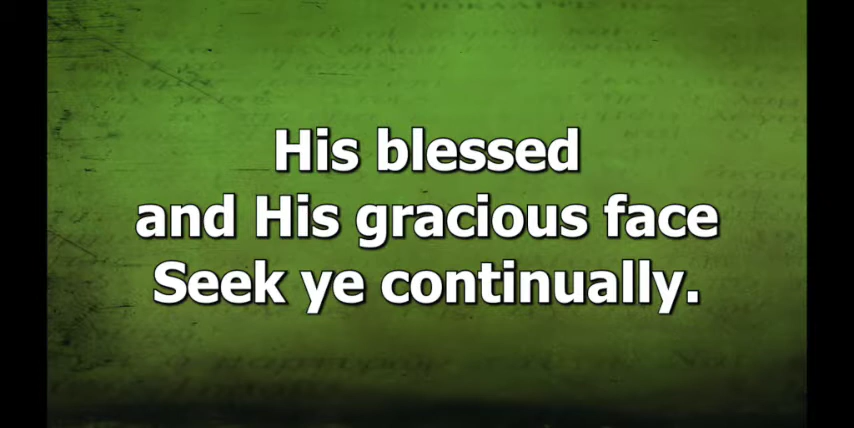 His blessed
and His gracious face
Seek ye continually.